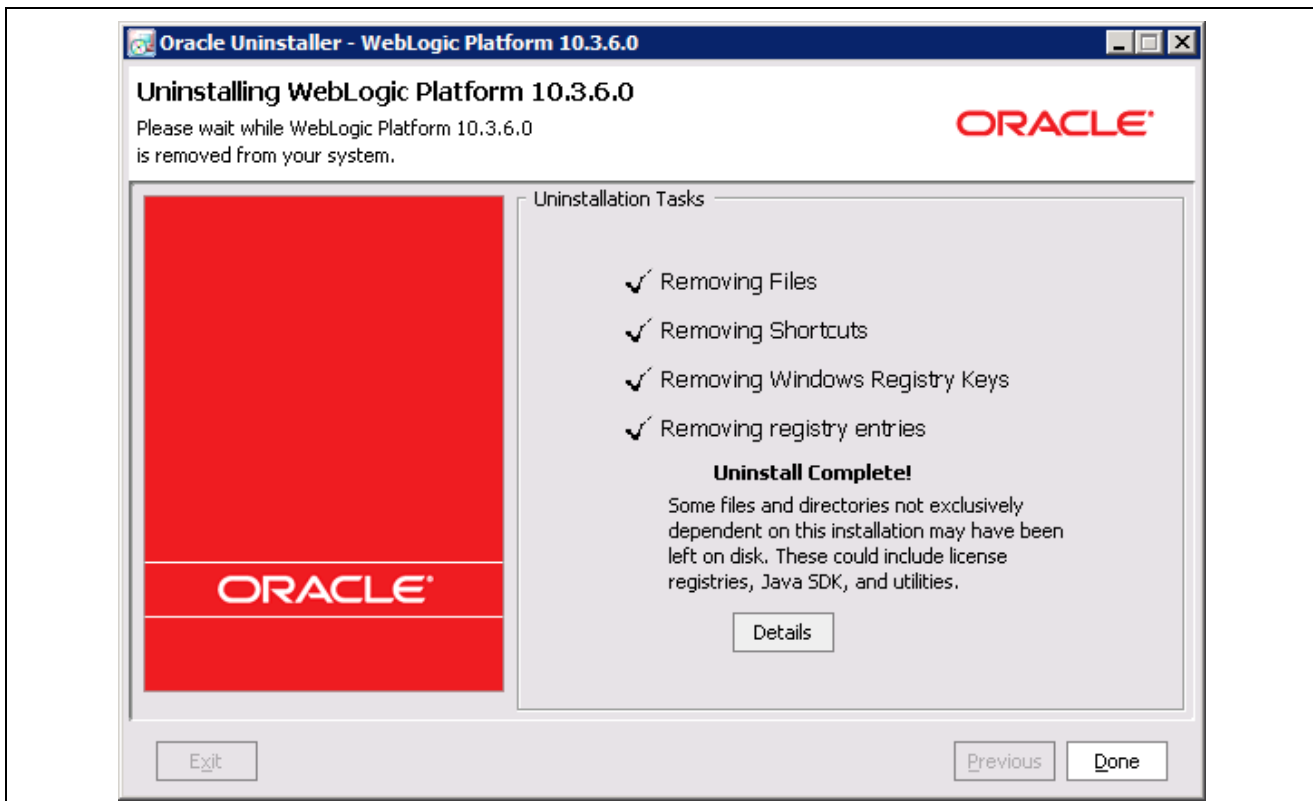 Oracle Uninstaller - WebLogic Platform 10.3.6.0
Uninstalling WebLogic Platform 10.3.6.0
Please wait while WebLogic Platform 10.3.6.0
is removed from your system.
ORACLE
Uninstallation Tasks
Removing Files
Removing Shortcuts
Removing Windows Registry Keys
Removing registry entries
Uninstall Complete!
Some files and directories not exclusively
dependent on this installation may have been
left on disk. These could include license
registries, Java SDK, and utilities.
ORACLE
Details
Exit
Previous
Done